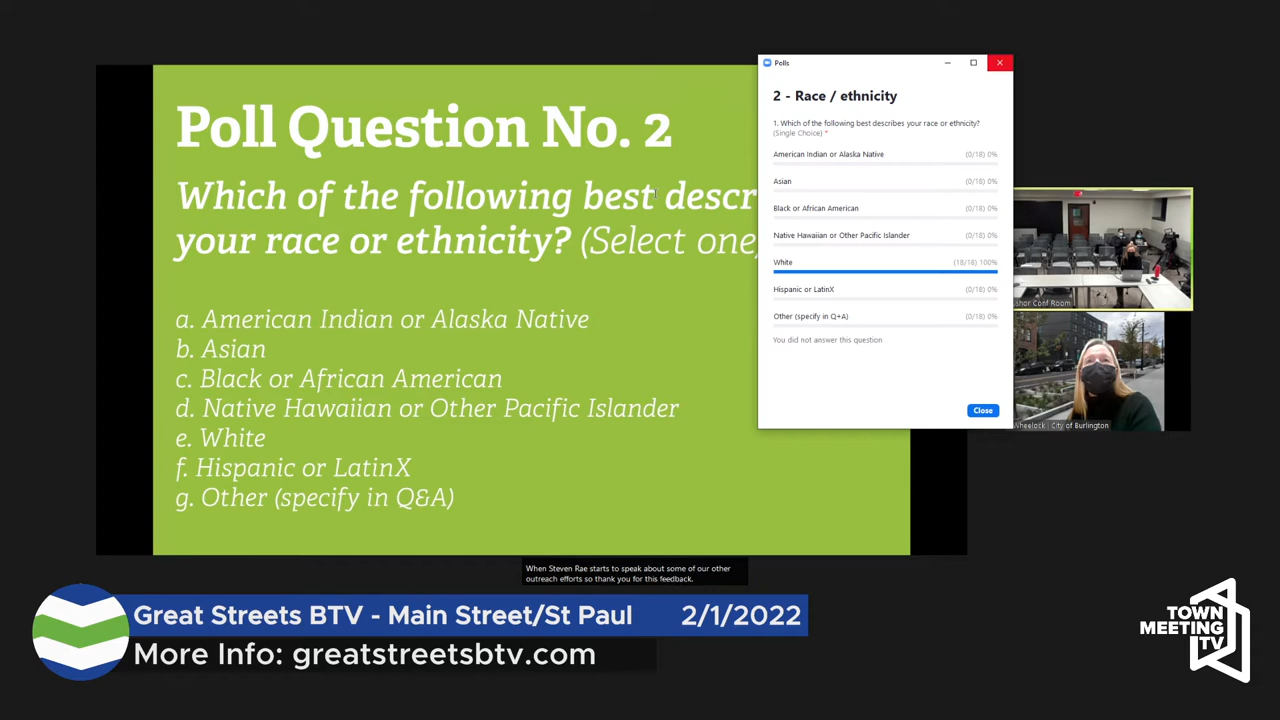 Poll Question No. 2
Which of the following best descr
your race or ethnicity? (Select one
a. American Indian or Alaska Native
b. Asian
c. Black or African American
d. Native Hawaiian or Other Pacific Islander
e. White
f. Hispanic or LatinX
g. Other (specify in Q&A)
Polls
2 - Race / ethnicity
1. Which of the following best describes your race or ethnicity?
(Single Choice) *
American Indian or Alaska Native (0/18) 0%
Asian (0/18) 0%
Black or African American (0/18) 0%
Native Hawaiian or Other Pacific Islander (0/18) 0%
White (18/18) 100%
Hispanic or LatinX (0/18) 0%
Other (specify in Q+A) (0/18) 0%
You did not answer this question
Close
shor Conf Room
Wheelock | City of Burlington
When Steven Rae starts to speak about some of our other
outreach efforts so thank you for this feedback.
Great Streets BTV - Main Street/St Paul 2/1/2022
More Info: greatstreetsbtv.com
TOWN
MEETING
TV